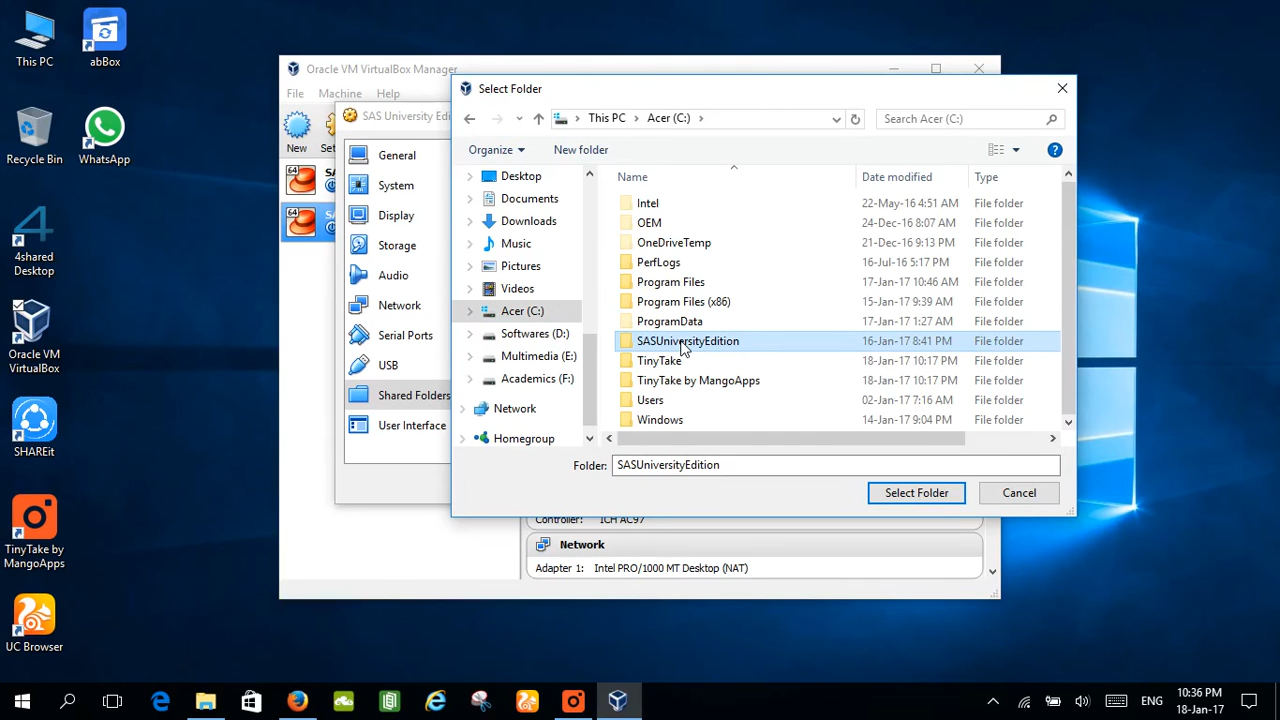 This PC
abBox
Recycle Bin
WhatsApp
4shared
Desktop
Oracle VM
VirtualBox
SHAREit
TinyTake by
MangoApps
UC Browser
Oracle VM VirtualBox Manager
File Machine Help
New
SAS University Edi
General
System
Display
Storage
Audio
Network
Serial Ports
USB
Shared Folders
User Interface
Select Folder
This PC Acer (C:)
Search Acer (C:)
Organize New folder
Desktop
Documents
Downloads
Music
Pictures
Videos
Acer (C:)
Softwares (D:)
Multimedia (E:)
Academics (F:)
Network
Homegroup
Name Date modified Type
Intel 22-May-16 4:51 AM File folder
OEM 24-Dec-16 8:07 AM File folder
OneDriveTemp 21-Dec-16 9:13 PM File folder
PerfLogs 16-Jul-16 5:17 PM File folder
Program Files 17-Jan-17 10:46 AM File folder
Program Files (x86) 15-Jan-17 9:39 AM File folder
ProgramData 17-Jan-17 1:27 AM File folder
SASUniversityEdition 16-Jan-17 8:41 PM File folder
TinyTake 18-Jan-17 10:17 PM File folder
TinyTake by MangoApps 18-Jan-17 10:17 PM File folder
Users 02-Jan-17 7:16 AM File folder
Windows 14-Jan-17 9:04 PM File folder
Folder: SASUniversityEdition
Select Folder Cancel
Controller: ICH AC97
Network
Adapter 1: Intel PRO/1000 MT Desktop (NAT)
ENG
10:36 PM
18-Jan-17